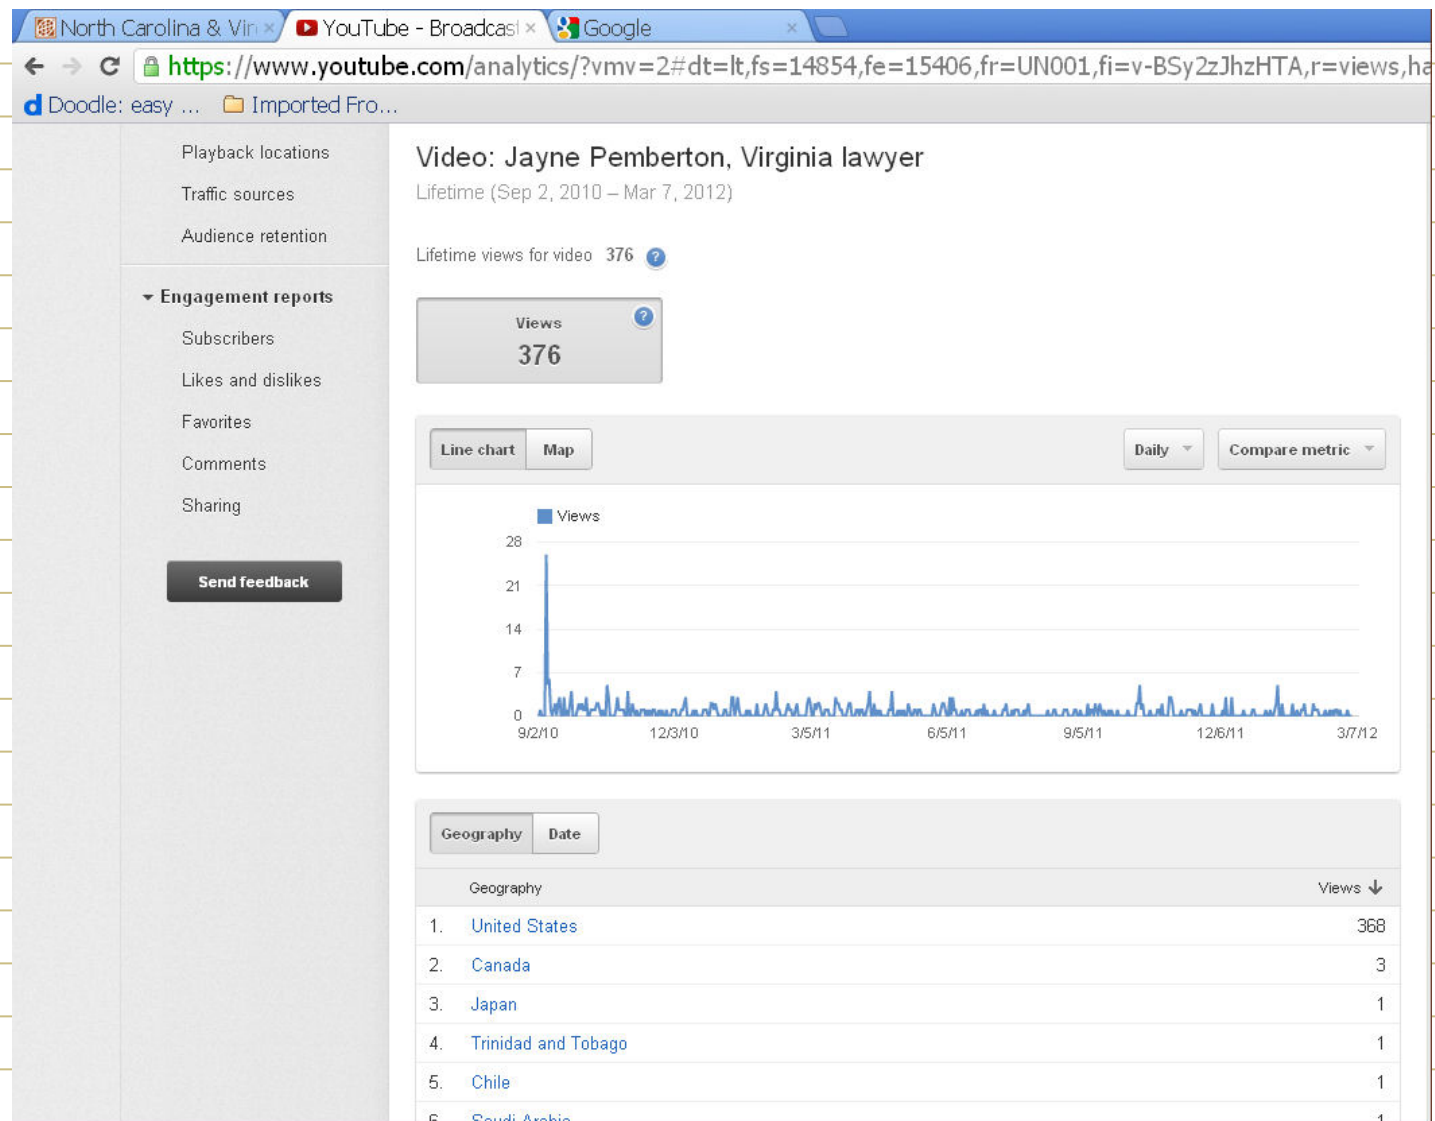 North Carolina & Vir
YouTube - Broadcast
Google
https://www.youtube.com/analytics/?vmv=2#dt=lt,fs=14854,fe=15406,fr=UN001,fi=v-BSy2zJhzHTA,r=views,ha
Doodle: easy ...
Imported Fro...
Playback locations
Traffic sources
Audience retention
Engagement reports
Subscribers
Likes and dislikes
Favorites
Comments
Sharing
Send feedback
Video: Jayne Pemberton, Virginia lawyer
Lifetime (Sep 2, 2010 – Mar 7, 2012)
Lifetime views for video 376 ?
Views ?
376
Line chart Map
Daily Compare metric
Views
28
21
14
7
0
9/2/10 12/3/10 3/5/11 6/5/11 9/5/11 12/6/11 3/7/12
Geography Date
Geography Views
1. United States 368
2. Canada 3
3. Japan 1
4. Trinidad and Tobago 1
5. Chile 1
6. Saudi Arabia 1